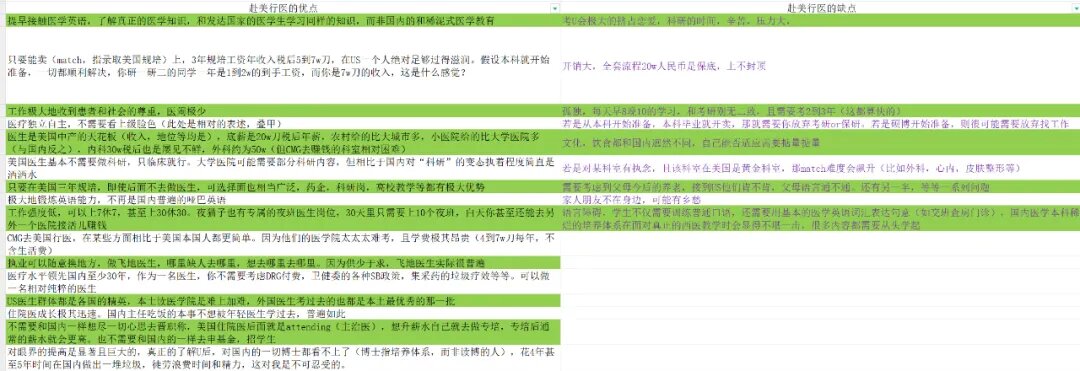 赴美行医的优点
提早接触医学英语，了解真正的医学知识，和发达国家的医学生学习同样的知识，而非国内的和稀泥式医学教育
只要能卖（match，指录取美国规培）上，3年规培工资年收入税后5到7w刀，在US一个人绝对足够过得滋润。假设本科就开始
准备，一切都顺利解决，你研一研二的同学一年是1到2w的到手工资，而你是7w刀的收入，这是什么感觉？
工作极大地收到患者和社会的尊重，医闹极少
医疗独立自主，不需要看上级脸色（此处是相对的表述，叠甲）
医生是美国中产的天花板（收入，地位等均是），底薪是20w刀税后年薪，农村给的比大城市多，小医院给的比大学医院多
（与国内反之），内科30w税后也是屡见不鲜，外科约为50w（但CMG去赚钱的科室相对困难）
美国医生基本不需要做科研，只临床就行。大学医院可能需要部分科研内容。但相比于国内对“科研”的变态执着程度简直是
洒洒水
只要在美国三年规培，即使后面不去做医生，可选择面也相当广泛，药企，科研岗，高校教学等都有极大优势
极大地锻炼英语能力，不再是国内普通的哑巴英语
工作强度低，可以上7休7，甚至上30休30。夜猫子也有专属的夜班医生岗位，30天里只需要上10个夜班，白天你甚至还能去另
外一个医院接活儿赚钱
CMG去美国行医，在某些方面相比于美国本国人都更简单。因为他们的医学院太太太难考，且学费极其昂贵（4到7w刀每年，不
含生活费）
执业可以随意换地方，做飞地医生，哪里缺人去哪里，想去哪里去哪里。因为供少于求，飞地医生实际很普遍
医疗水平领先国内至少30年，作为一名医生，你不需要考虑DRG付费，卫健委的各种SB政策，集采药的垃圾疗效等等。可以做
一名相对纯粹的医生
US医生群体都是各国的精英，本土读医学院是难上加难，外国医生考过去的也都是本土最优秀的那一批
住院医成长极其迅速。国内主任吃饭的本事不想被年轻医生学过去，普遍如此
不需要和国内一样想尽一切心思去晋职称，美国住院医后面就是attending（主治医），想升薪水自己就去做专培，专培后通
常的薪水就会更高。也不需要和国内的一样去申基金，招学生
对眼界的提高是显著且巨大的，真正的了解U后，对国内的一切博士都看不上了（博士指培养体系，而非读博的人），花4年甚
至5年时间在国内做出一堆垃圾，徒劳浪费时间和精力，这对我是不可忍受的。
赴美行医的缺点
考U会极大的挤占恋爱，科研的时间，辛苦，压力大，
开销大，全套流程20w人民币是保底，上不封顶
孤独，每天早8晚10的学习，和考研别无二致，且需要考2到3年（这都要快的）
若是从本科开始准备，本科毕业就开卖，那就需要你放弃考研or保研。若是硕博开始准备，则很可能需要放弃找工作
文化，饮食都和国内迥然不同，自己能否适应需要掂量掂量
若是对某科室有执念，且该科室在美国是黄金科室，那match难度会飙升（比如外科，心内，皮肤整形等）
需要考虑到父母今后的养老，接到US他们肯不肯，父母语言通不通。还有另一半，等等一系列问题
家人朋友不在身边，可能有乡愁
语言障碍，学生不仅需要训练普通口语，还需要用基本的医学英语词汇表达句意（如交班查房门诊），国内医学本科稀
烂的培养体系在面对真正的西医教学时会显得不堪一击，很多内容都需要从头学起